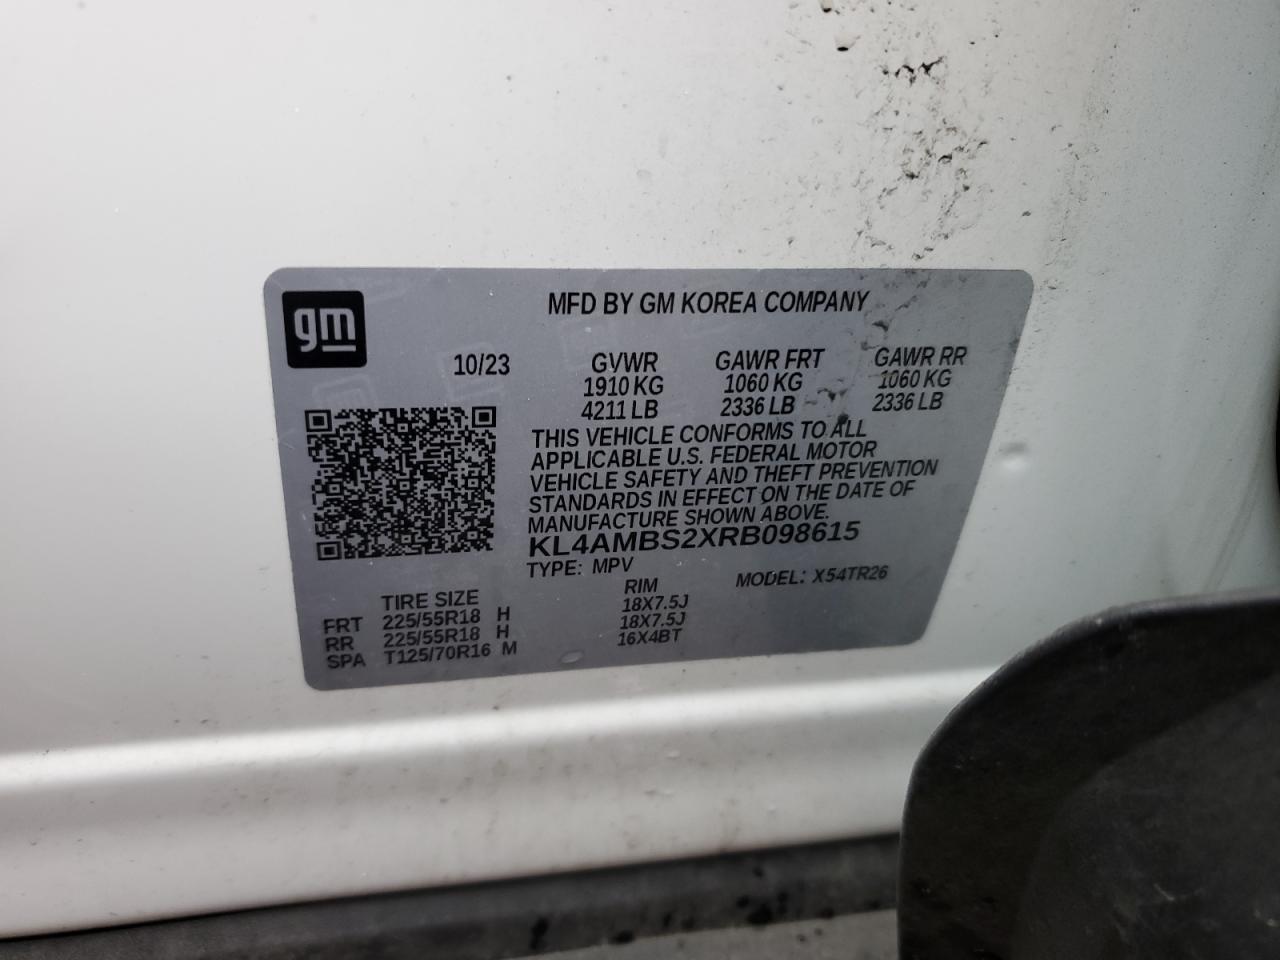 gm
MFD BY GM KOREA COMPANY
10/23 GVWR GAWR FRT GAWR RR
1910 KG 1060 KG 1060 KG
4211 LB 2336 LB 2336 LB
THIS VEHICLE CONFORMS TO ALL
APPLICABLE U.S. FEDERAL MOTOR
VEHICLE SAFETY AND THEFT PREVENTION
STANDARDS IN EFFECT ON THE DATE OF
MANUFACTURE SHOWN ABOVE.
KL4AMBS2XRB098615
TYPE: MPV MODEL: X54TR26
TIRE SIZE RIM
FRT 225/55R18 H 18X7.5J
RR 225/55R18 H 18X7.5J
SPA T125/70R16 M 16X4BT